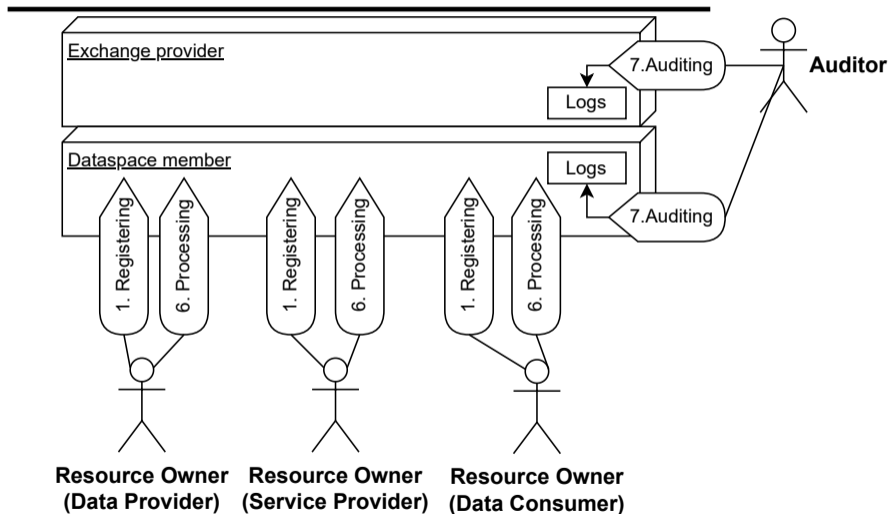 Exchange provider
7.Auditing
Auditor
Logs
Dataspace member
Logs
7.Auditing
1. Registering
6. Processing
1. Registering
6. Processing
1. Registering
6. Processing
Resource Owner
(Data Provider)
Resource Owner
(Service Provider)
Resource Owner
(Data Consumer)